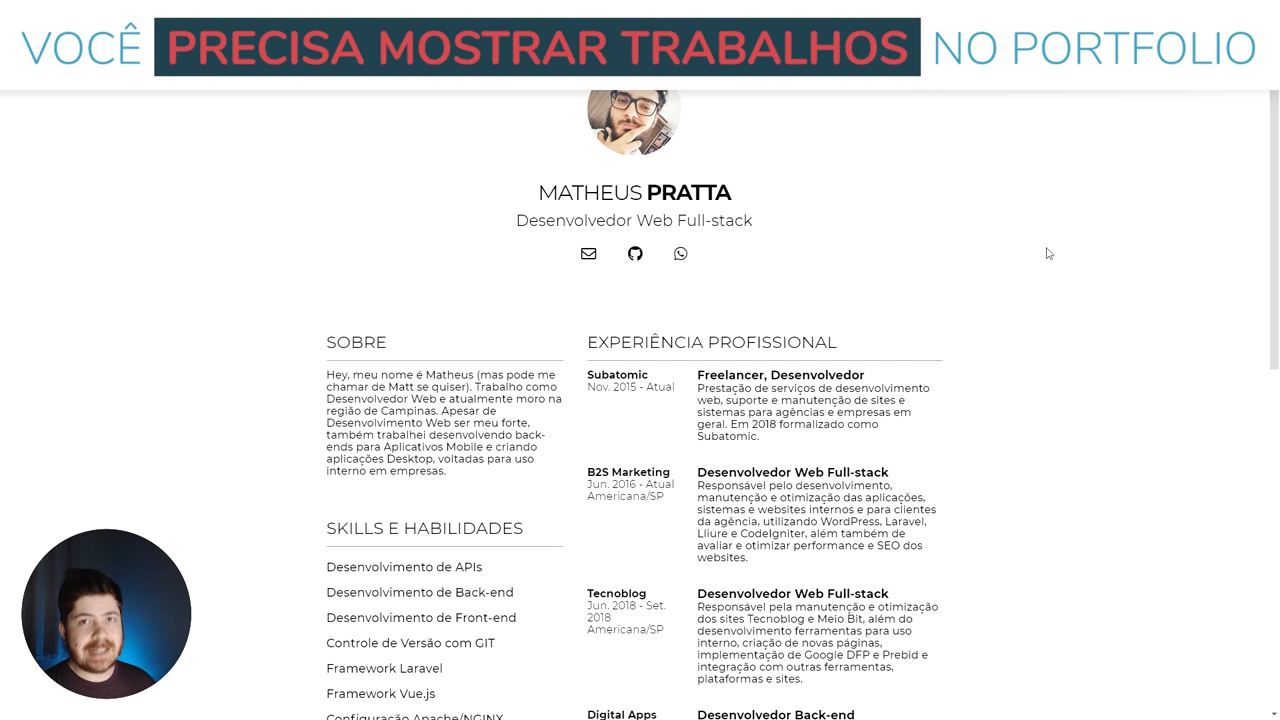 VOCÊ PRECISA MOSTRAR TRABALHOS NO PORTFOLIO
MATHEUS PRATTA
Desenvolvedor Web Full-stack
SOBRE
Hey, meu nome é Matheus (mas pode me
chamar de Matt se quiser). Trabalho como
Desenvolvedor Web e atualmente moro na
região de Campinas. Apesar de
Desenvolvimento Web ser meu forte,
também trabalhei desenvolvendo back-
ends para Aplicativos Mobile e criando
aplicações Desktop, voltadas para uso
interno em empresas.
SKILLS E HABILIDADES
Desenvolvimento de APIs
Desenvolvimento de Back-end
Desenvolvimento de Front-end
Controle de Versão com GIT
Framework Laravel
Framework Vue.js
Configuração Apache/NGINX
EXPERIÊNCIA PROFISSIONAL
Subatomic
Nov. 2015 - Atual
Freelancer, Desenvolvedor
Prestação de serviços de desenvolvimento
web, suporte e manutenção de sites e
sistemas para agências e empresas em
geral. Em 2018 formalizado como
Subatomic.
B2S Marketing
Jun. 2016 - Atual
Americana/SP
Desenvolvedor Web Full-stack
Responsável pelo desenvolvimento,
manutenção e otimização das aplicações,
sistemas e websites internos e para clientes
da agência, utilizando WordPress, Laravel,
Lliure e CodeIgniter, além também de
avaliar e otimizar performance e SEO dos
websites.
Tecnoblog
Jun. 2018 - Set.
2018
Americana/SP
Desenvolvedor Web Full-stack
Responsável pela manutenção e otimização
dos sites Tecnoblog e Meio Bit, além do
desenvolvimento ferramentas para uso
interno, criação de novas páginas,
implementação de Google DFP e Prebid e
integração com outras ferramentas,
plataformas e sites.
Digital Apps
Desenvolvedor Back-end